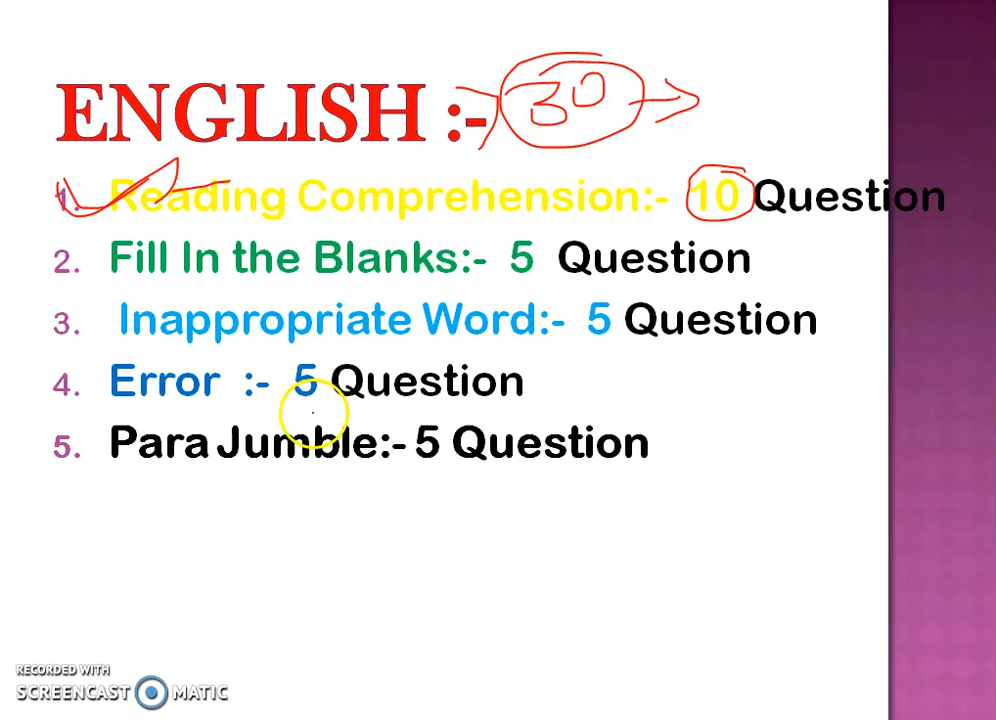 ENGLISH :- 30
1. Reading Comprehension:- 10 Question
2. Fill In the Blanks:- 5 Question
3. Inappropriate Word:- 5 Question
4. Error :- 5 Question
5. Para Jumble:- 5 Question
RECORDED WITH
SCREENCAST MATIC